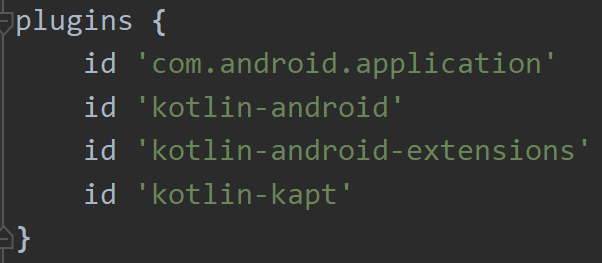 plugins {
    id 'com.android.application'
    id 'kotlin-android'
    id 'kotlin-android-extensions'
    id 'kotlin-kapt'
}